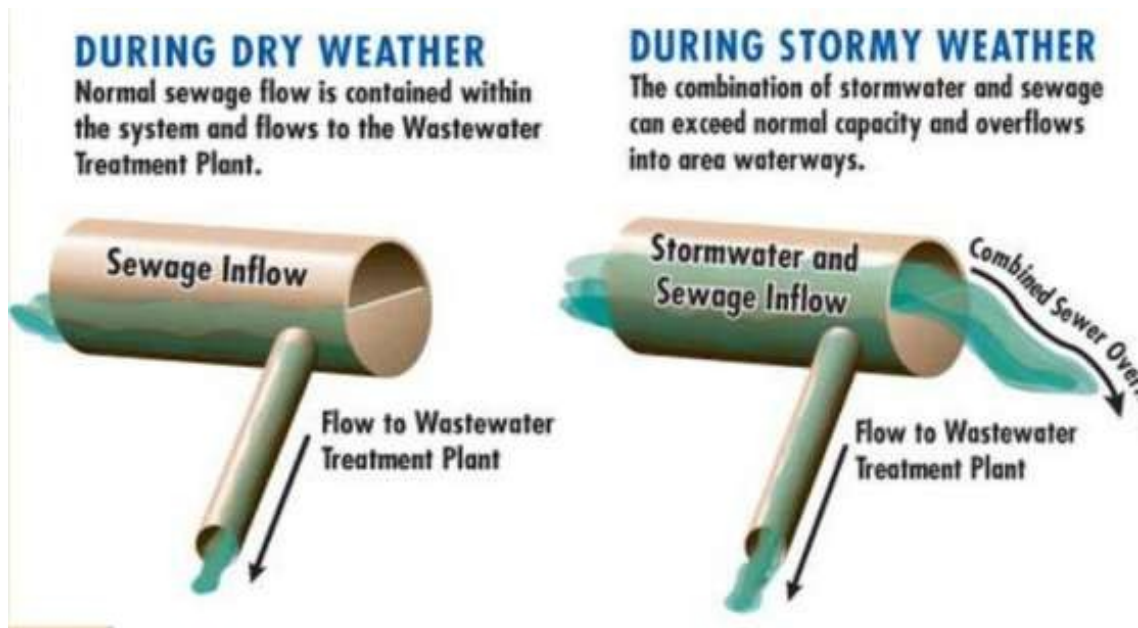 DURING DRY WEATHER
Normal sewage flow is contained within
the system and flows to the Wastewater
Treatment Plant.
Sewage Inflow
Flow to Wastewater
Treatment Plant
DURING STORMY WEATHER
The combination of stormwater and sewage
can exceed normal capacity and overflows
into area waterways.
Stormwater and
Sewage Inflow
Combined Sewer
Flow to Wastewater
Treatment Plant